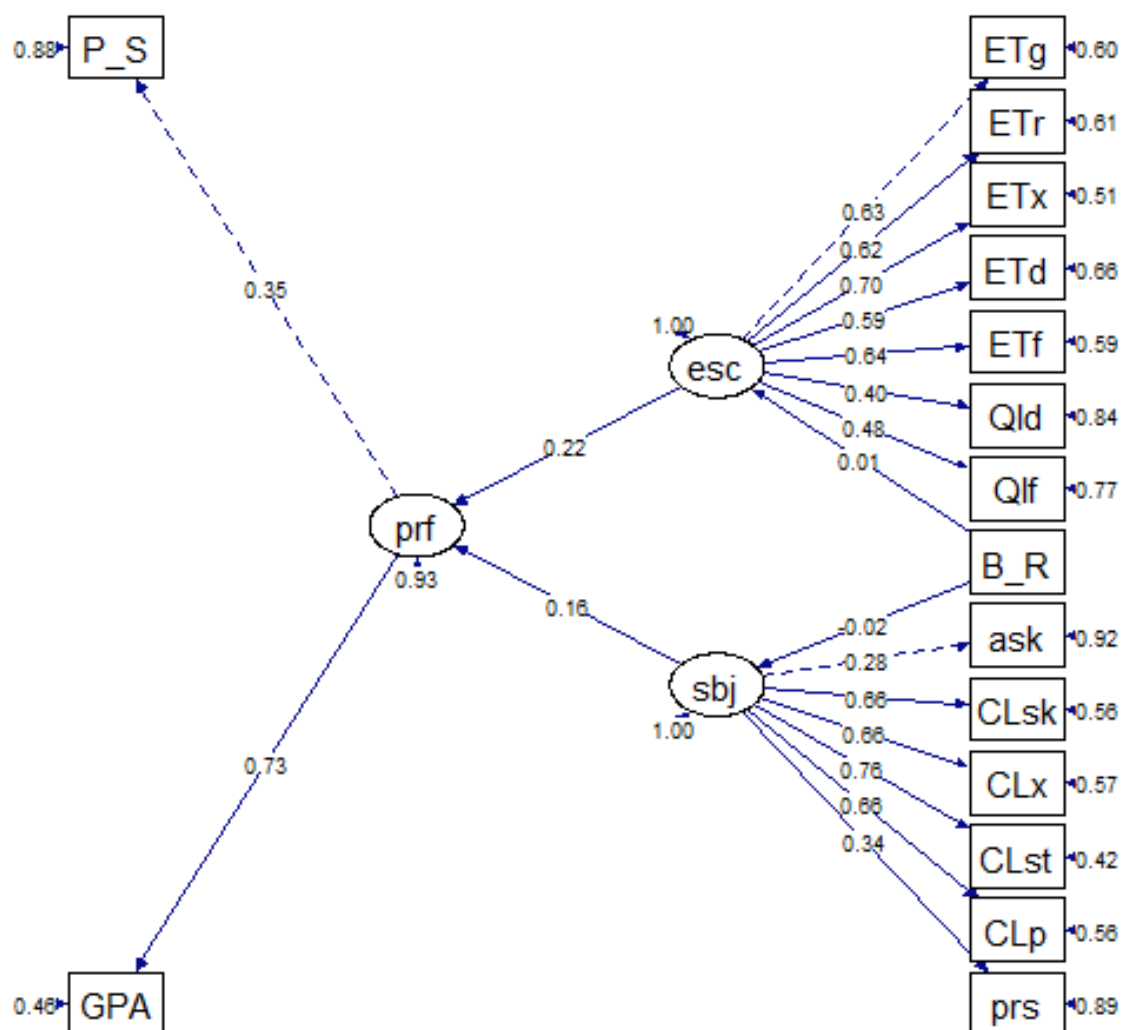 0.88 P_S
ETg 0.60
ETr 0.61
ETx 0.51
ETd 0.66
ETf 0.59
Qld 0.84
Qlf 0.77
B_R
ask 0.92
CLsk 0.56
CLx 0.57
CLst 0.42
CLp 0.56
prs 0.89
0.63
0.62
0.70
0.59
0.64
0.40
0.48
0.01
0.35
1.00
esc
0.22
prf
0.93
0.16
-0.02
-0.28
0.66
0.66
0.76
0.66
0.34
sbj
1.00
0.73
0.46 GPA